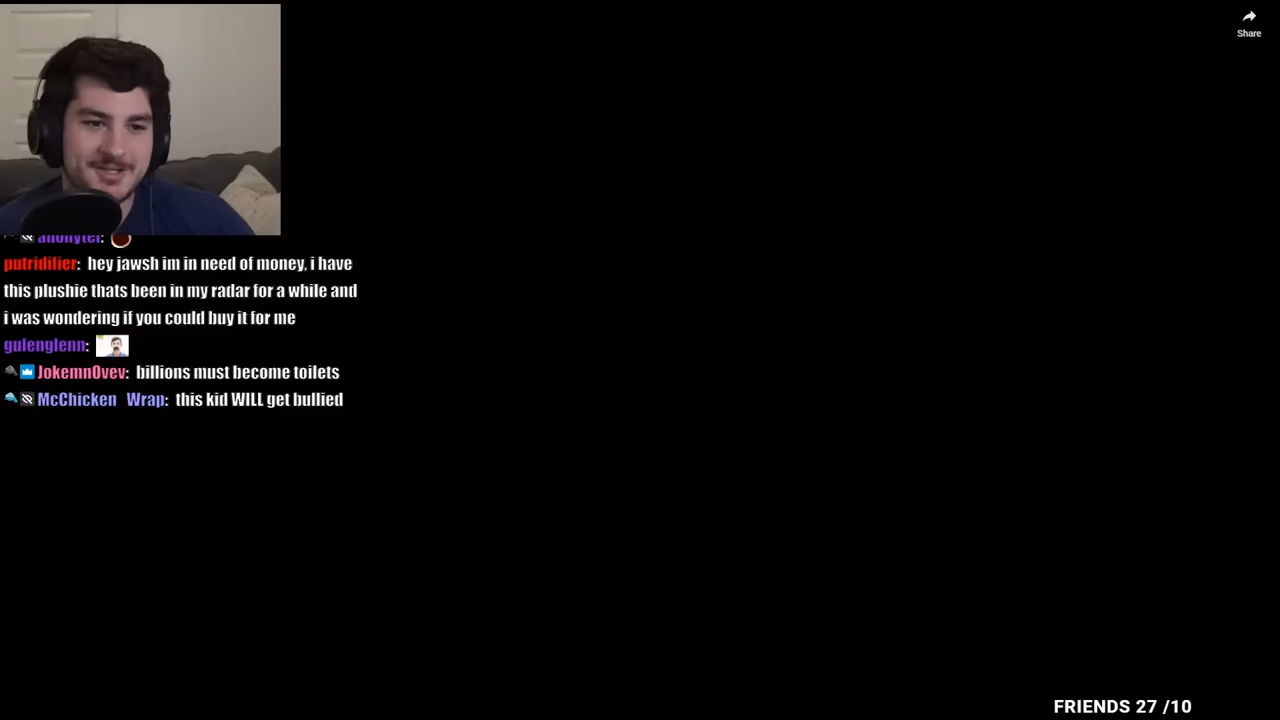 Share
anonyter:
putridifier: hey jawsh im in need of money, i have
this plushie thats been in my radar for a while and
i was wondering if you could buy it for me
gulenglenn:
JokemnOvev: billions must become toilets
McChicken Wrap: this kid WILL get bullied
FRIENDS 27 /10